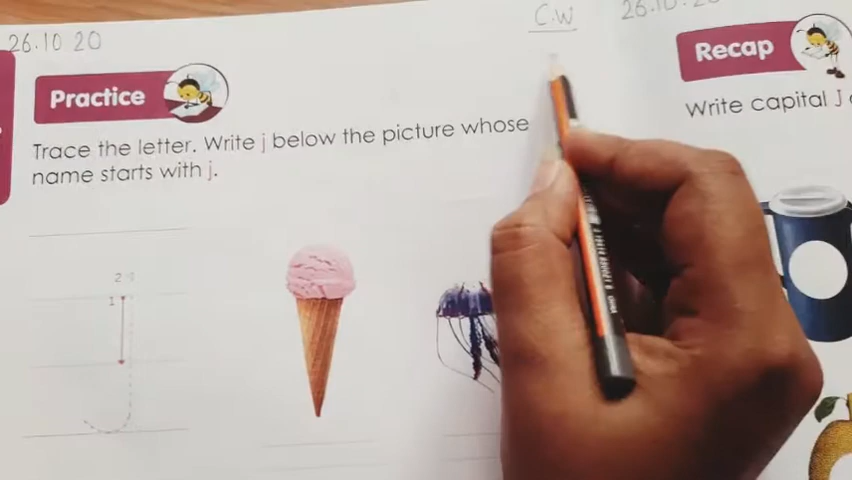 26.10 20
C.W
26.10.20
Practice
Recap
Trace the letter. Write j below the picture whose
name starts with j.
Write capital J
2
1